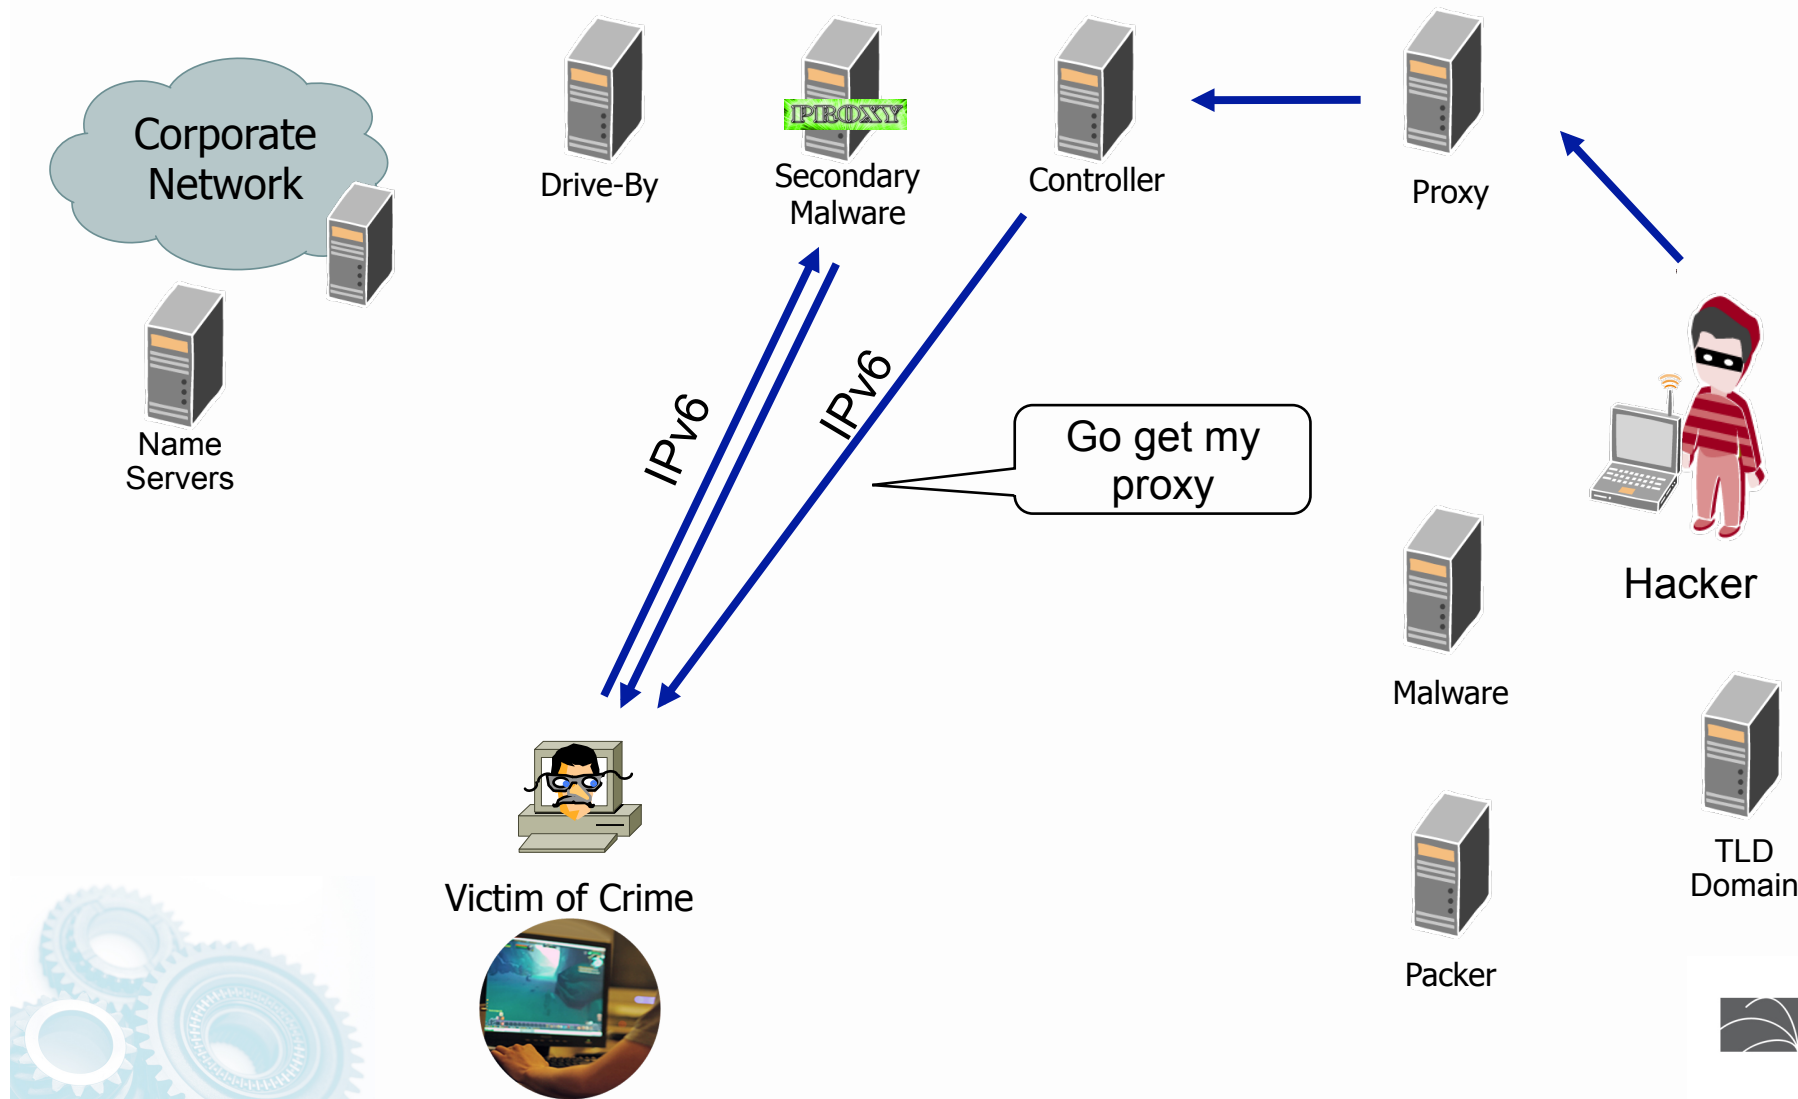 Corporate
Network
Name
Servers
Drive-By
PROXY
Secondary
Malware
Controller
Proxy
IPv6
IPv6
Go get my
proxy
Hacker
Malware
TLD
Domain
Packer
Victim of Crime